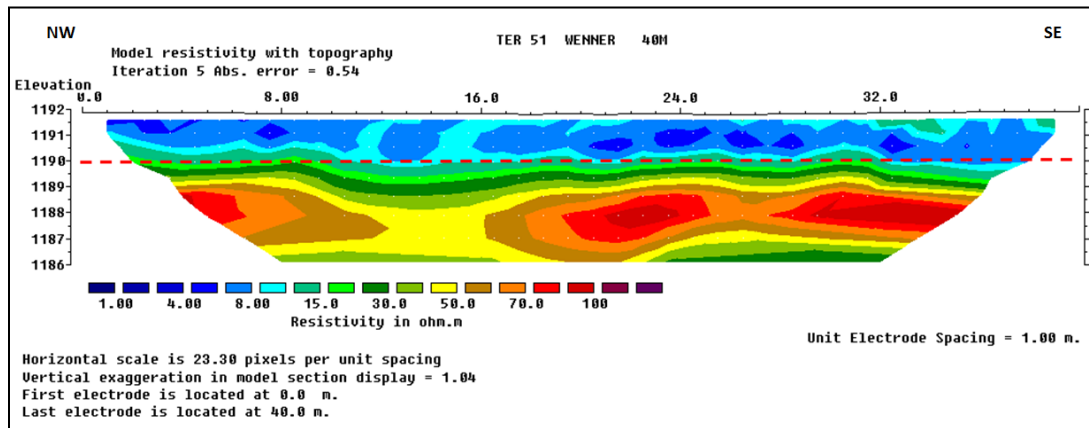 NW
SE
TER 51 WENNER 40M
Model resistivity with topography
Iteration 5 Abs. error = 0.54
Elevation
0.0 8.00 16.0 24.0 32.0
1192
1191
1190
1189
1188
1187
1186
1.00 4.00 8.00 15.0 30.0 50.0 70.0 100
Resistivity in ohm.m
Unit Electrode Spacing = 1.00 m.
Horizontal scale is 23.30 pixels per unit spacing
Vertical exaggeration in model section display = 1.04
First electrode is located at 0.0 m.
Last electrode is located at 40.0 m.